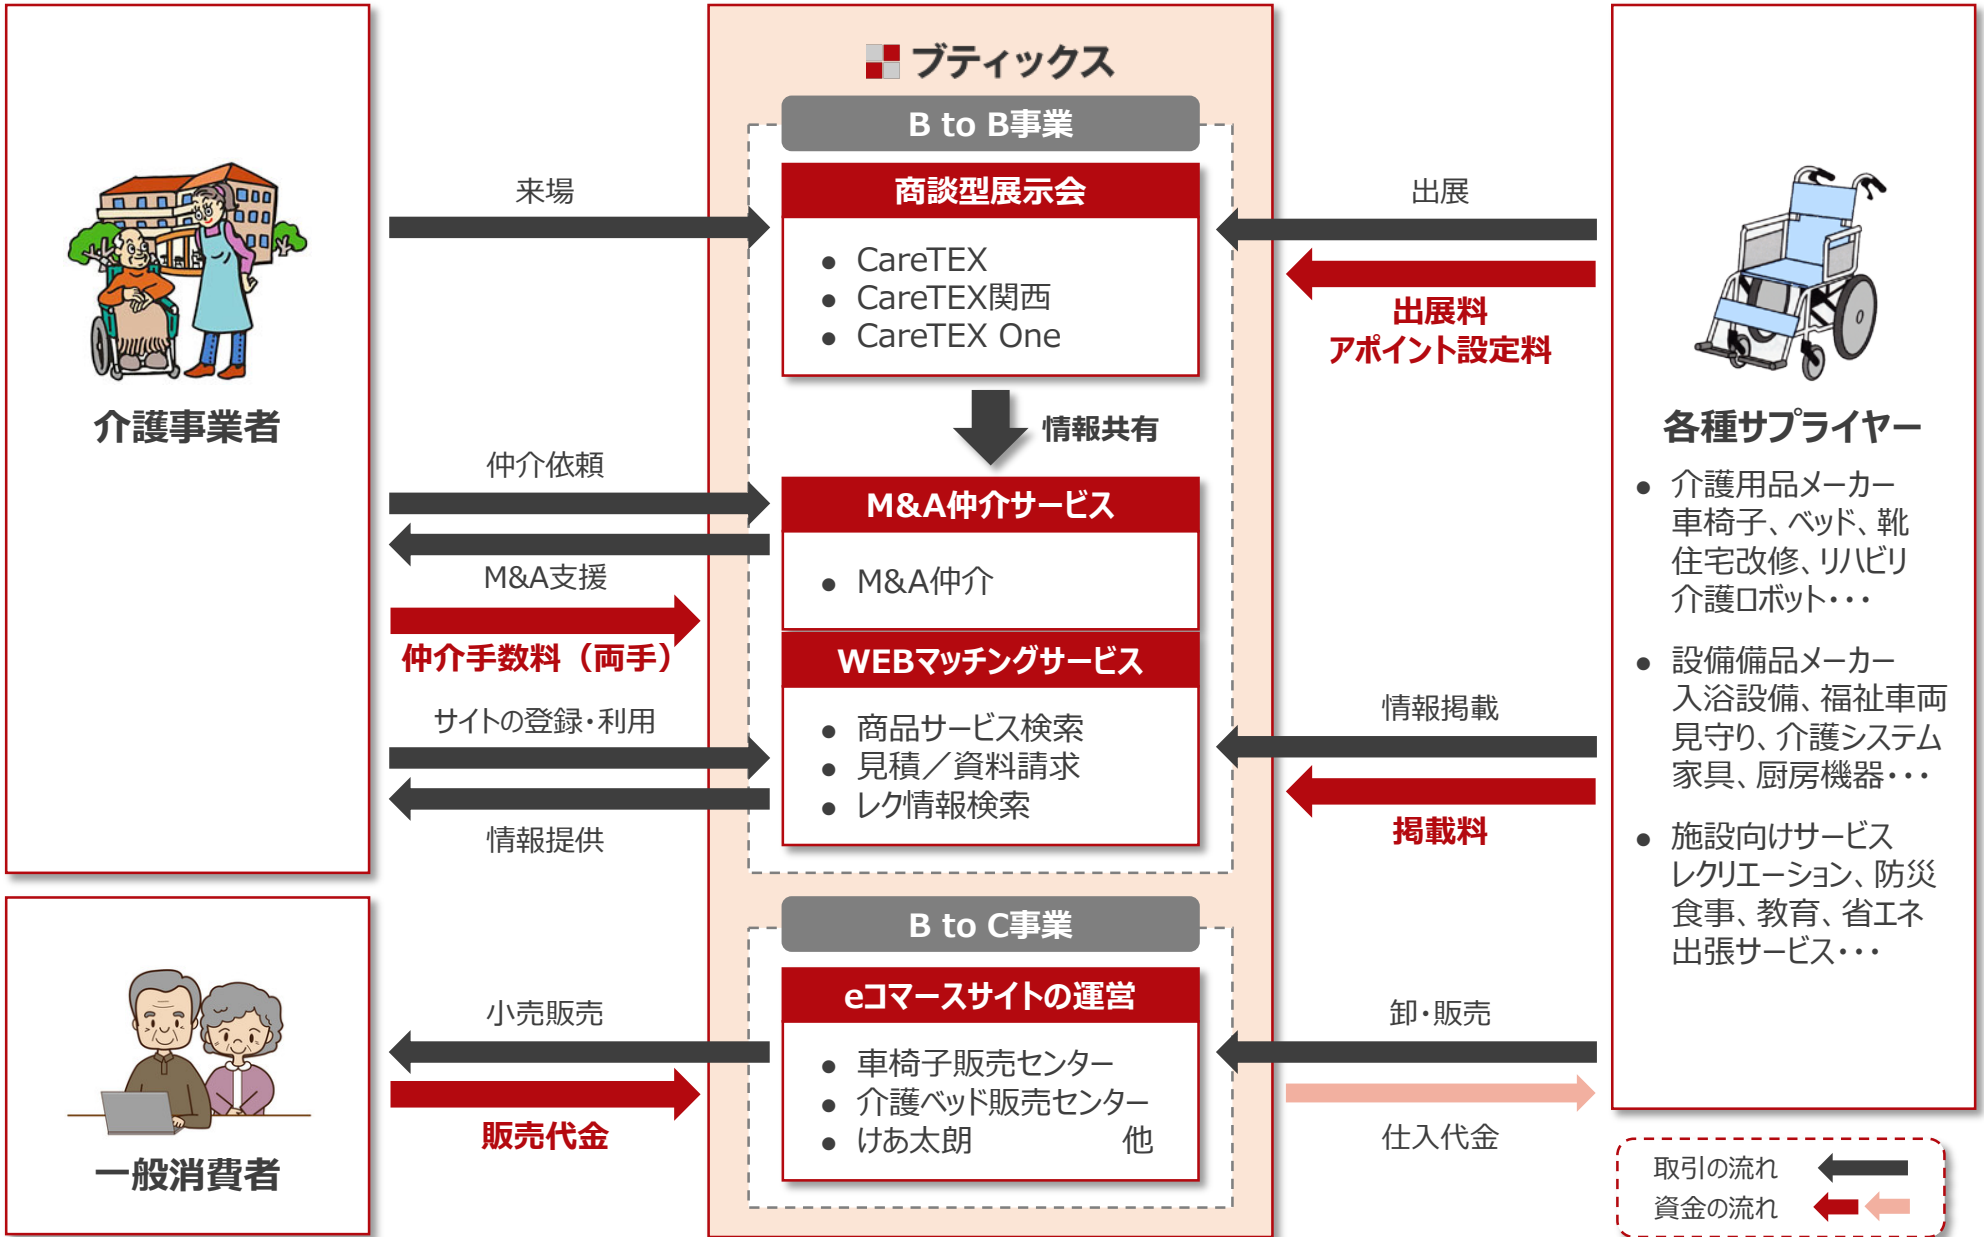 ブティックス
B to B事業
商談型展示会
● CareTEX
● CareTEX関西
● CareTEX One
来場
出展
出展料
アポイント設定料
情報共有
介護事業者
仲介依頼
M&A支援
仲介手数料（両手）
M&A仲介サービス
● M&A仲介
WEBマッチングサービス
● 商品サービス検索
● 見積／資料請求
● レク情報検索
サイトの登録・利用
情報提供
情報掲載
掲載料
各種サプライヤー
● 介護用品メーカー
車椅子、ベッド、靴
住宅改修、リハビリ
介護ロボット・・・
● 設備備品メーカー
入浴設備、福祉車両
見守り、介護システム
家具、厨房機器・・・
● 施設向けサービス
レクリエーション、防災
食事、教育、省エネ
出張サービス・・・
B to C事業
eコマースサイトの運営
● 車椅子販売センター
● 介護ベッド販売センター
● けあ太朗 他
小売販売
販売代金
一般消費者
卸・販売
仕入代金
取引の流れ
資金の流れ